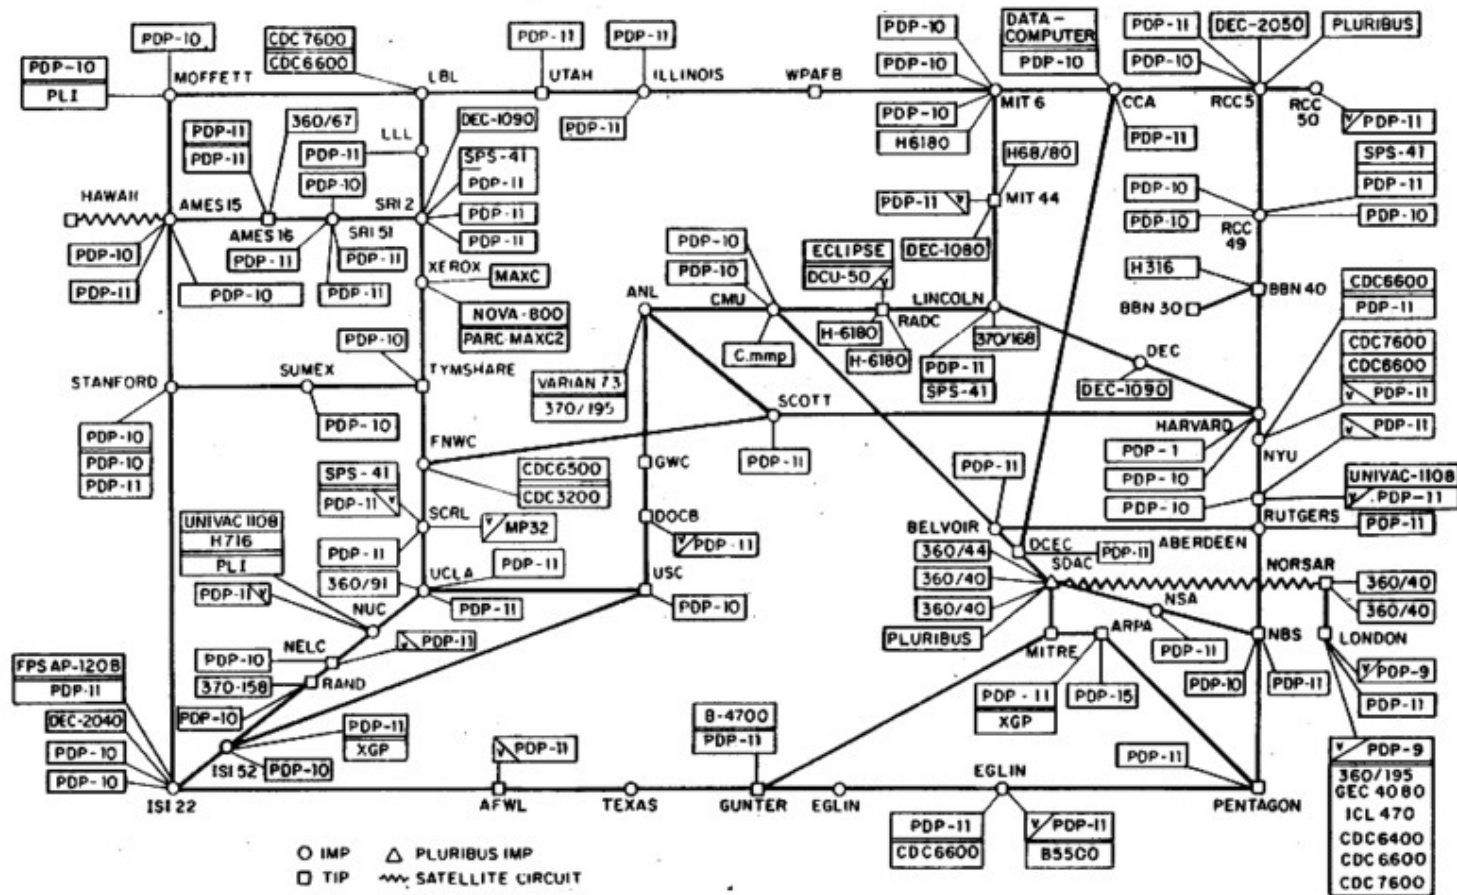 PDP-10
CDC 7600
CDC6600
PDP-11
PDP-11
PDP-10
DATA-
COMPUTER
PDP-10
PDP-11
DEC-2050
PLURIBUS
PDP-10
PLI
MOFFETT
LBL
UTAH
ILLINOIS
WPAFB
PDP-10
PDP-10
PDP-10
H6180
MIT 6
CCA
RCC 5
RCC
50
PDP-11
PDP-11
PDP-11
360/67
LLL
PDP-11
DEC-1090
PDP-11
H68/80
V PDP-11
SPS-41
PDP-11
PDP-10
SPS-41
PDP-11
PDP-11 V
MIT 44
PDP-10
PDP-10
PDP-10
HAWAII
AMES 15
AMES 16
SRI 51
SRI 2
PDP-11
PDP-11
DEC-1080
RCC
49
PDP-10
PDP-11
PDP-10
PDP-11
PDP-11
PDP-11
XEROX
MAXC
PDP-10
PDP-10
ECLIPSE
DCU-50 V
H316
BBN 40
BBN 30
CDC6600
PDP-11
NOVA-800
PARC-MAXC2
ANL
CMU
RADC
LINCOLN
H-6180
H-6180
370/168
C.mmp
DEC
DEC-1090
CDC7600
CDC6600
V PDP-11
PDP-10
STANFORD
SUMEX
TYMSHARE
VARIAN 73
370/195
PDP-11
SPS-41
SCOTT
HARVARD
V PDP-11
PDP-10
PDP-10
PDP-11
PDP-10
FNWC
CDC6500
CDC3200
GWC
PDP-11
PDP-11
PDP-1
PDP-10
PDP-10
NYU
UNIVAC-1108
V PDP-11
SPS-41
PDP-11 V
SCRL
V MP32
DOCB
V PDP-11
BELVOIR
ABERDEEN
RUTGERS
PDP-11
UNIVAC 1108
H716
PLI
PDP-11 V
PDP-11
360/91
UCLA
PDP-11
PDP-11
USC
PDP-10
360/44
360/40
360/40
PLURIBUS
DCEC
PDP-11
SDAC
NORSAR
360/40
360/40
NUC
NELC
V PDP-11
PDP-10
370-158
RAND
PDP-10
NSA
PDP-11
MITRE
ARPA
NBS
PDP-10
PDP-11
LONDON
V PDP-9
PDP-11
FPS AP-120B
PDP-11
DEC-2040
PDP-10
PDP-10
PDP-11
XGP
ISI 52
PDP-10
V PDP-11
B-4700
PDP-11
PDP-11
XGP
PDP-15
PDP-11
V PDP-9
360/195
GEC 4080
ICL 470
CDC6400
CDC6600
CDC7600
ISI 22
AFWL
TEXAS
GUNTER
EGLIN
EGLIN
PENTAGON
PDP-11
CDC6600
V PDP-11
B5500
IMP
PLURIBUS IMP
TIP
SATELLITE CIRCUIT